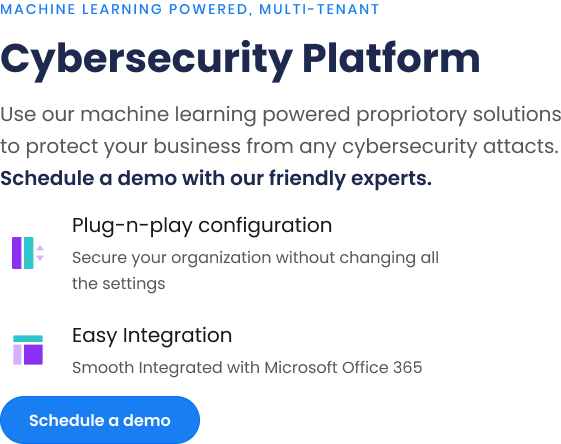 MACHINE LEARNING POWERED, MULTI-TENANT
Cybersecurity Platform
Use our machine learning powered propriotory solutions
to protect your business from any cybersecurity attacts.
Schedule a demo with our friendly experts.
Plug-n-play configuration
Secure your organization without changing all
the settings
Easy Integration
Smooth Integrated with Microsoft Office 365
Schedule a demo